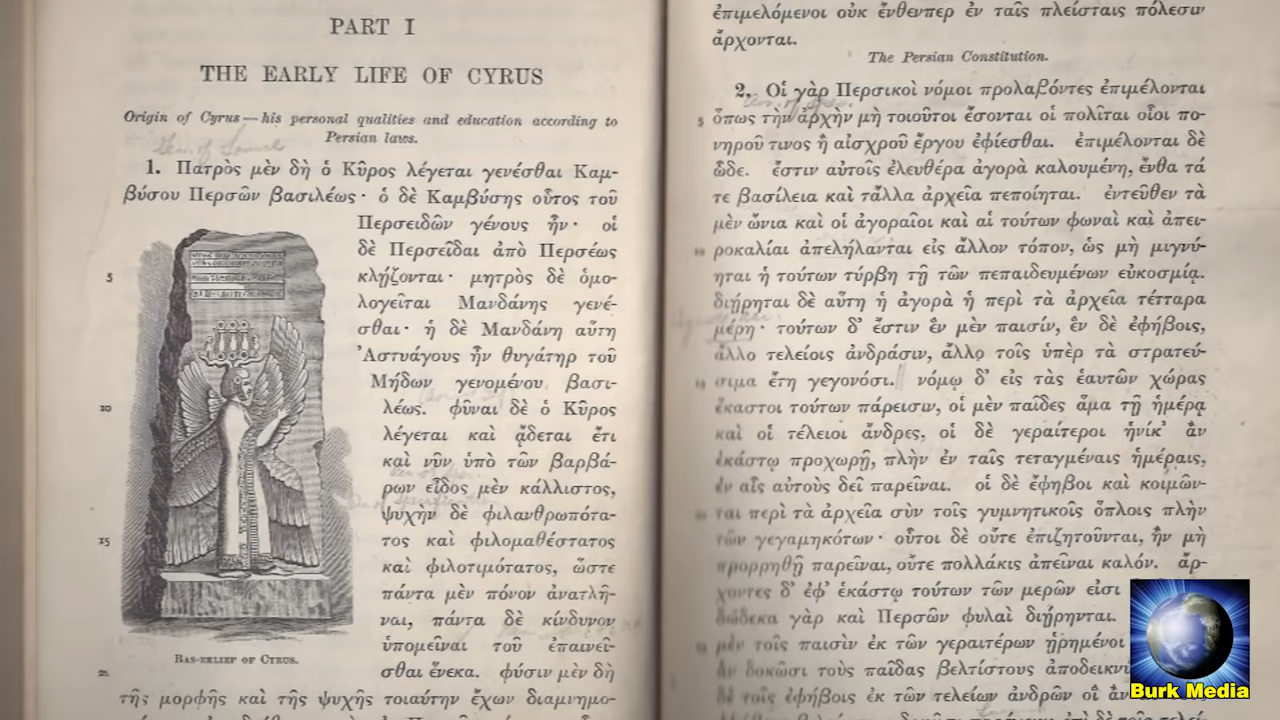 PART I
THE EARLY LIFE OF CYRUS
Origin of Cyrus — his personal qualities and education according to
Persian laws.
1. Πατρὸς μὲν δὴ ὁ Κῦρος λέγεται γενέσθαι Καμ-
βύσου Περσῶν βασιλέως· ὁ δὲ Καμβύσης οὗτος τοῦ
Περσειδῶν γένους ἦν· οἱ
δὲ Περσεῖδαι ἀπὸ Περσέως
5 κλῄζονται· μητρὸς δὲ ὁμο-
λογεῖται Μανδάνης γενέ-
σθαι· ἡ δὲ Μανδάνη αὕτη
Ἀστυάγους ἦν θυγάτηρ τοῦ
Μήδων γενομένου βασι-
10 λέως. φῦναι δὲ ὁ Κῦρος
λέγεται καὶ ᾄδεται ἔτι
καὶ νῦν ὑπὸ τῶν βαρβά-
ρων εἶδος μὲν κάλλιστος,
ψυχὴν δὲ φιλανθρωπότα-
15 τος καὶ φιλομαθέστατος
καὶ φιλοτιμότατος, ὥστε
πάντα μὲν πόνον ἀνατλῆ-
ναι, πάντα δὲ κίνδυνον
ὑπομεῖναι τοῦ ἐπαινεῖ-
σθαι ἕνεκα. φύσιν μὲν δὴ
BAS-RELIEF OF CYRUS.
τῆς μορφῆς καὶ τῆς ψυχῆς τοιαύτην ἔχων διαμνημο-
ἐπιμελόμενοι οὐκ ἔνθενπερ ἐν ταῖς πλείσταις πόλεσιν
ἄρχονται.
The Persian Constitution.
2. Οἱ γὰρ Περσικοὶ νόμοι προλαβόντες ἐπιμέλονται
5 ὅπως τὴν ἀρχὴν μὴ τοιοῦτοι ἔσονται οἱ πολῖται οἷοι πο-
νηροῦ τινος ἢ αἰσχροῦ ἔργου ἐφίεσθαι. ἐπιμέλονται δὲ
ὧδε. ἔστιν αὐτοῖς ἐλευθέρα ἀγορὰ καλουμένη, ἔνθα τά
τε βασίλεια καὶ τἆλλα ἀρχεῖα πεποίηται. ἐντεῦθεν τὰ
μὲν ὤνια καὶ οἱ ἀγοραῖοι καὶ αἱ τούτων φωναὶ καὶ ἀπει-
10 ροκαλίαι ἀπελήλανται εἰς ἄλλον τόπον, ὡς μὴ μιγνύ-
ηται ἡ τούτων τύρβη τῇ τῶν πεπαιδευμένων εὐκοσμίᾳ.
διῄρηται δὲ αὕτη ἡ ἀγορὰ ἡ περὶ τὰ ἀρχεῖα τέτταρα
μέρη· τούτων δ' ἔστιν ἓν μὲν παισίν, ἓν δὲ ἐφήβοις,
ἄλλο τελείοις ἀνδράσιν, ἄλλο τοῖς ὑπὲρ τὰ στρατεύ-
15 σιμα ἔτη γεγονόσι. νόμῳ δ' εἰς τὰς ἑαυτῶν χώρας
ἕκαστοι τούτων πάρεισιν, οἱ μὲν παῖδες ἅμα τῇ ἡμέρᾳ
καὶ οἱ τέλειοι ἄνδρες, οἱ δὲ γεραίτεροι ἡνίκ' ἂν
ἑκάστῳ προχωρῇ, πλὴν ἐν ταῖς τεταγμέναις ἡμέραις,
ἐν αἷς αὐτοὺς δεῖ παρεῖναι. οἱ δὲ ἔφηβοι καὶ κοιμῶν-
ται περὶ τὰ ἀρχεῖα σὺν τοῖς γυμνητικοῖς ὅπλοις πλὴν
τῶν γεγαμηκότων· οὗτοι δὲ οὔτε ἐπιζητοῦνται, ἢν μὴ
προρρηθῇ παρεῖναι, οὔτε πολλάκις ἀπεῖναι καλόν. ἄρ-
χοντες δ' ἐφ' ἑκάστῳ τούτων τῶν μερῶν εἰσι
δώδεκα γὰρ καὶ Περσῶν φυλαὶ διῄρηνται.
μὲν τοῖς παισὶν ἐκ τῶν γεραιτέρων ᾑρημένοι
ἂν δοκῶσι τοὺς παῖδας βελτίστους ἀποδεικνύ
δὲ τοῖς ἐφήβοις ἐκ τῶν τελείων ἀνδρῶν οἳ ἂν
Burk Media